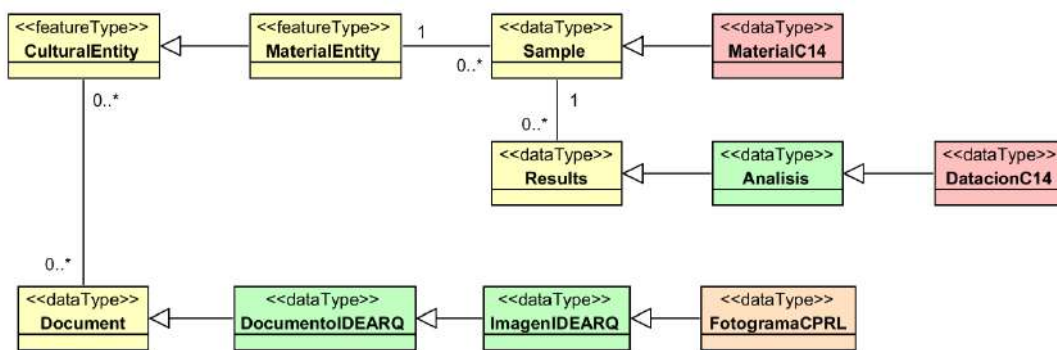 <<featureType>>
CulturalEntity
<<featureType>>
MaterialEntity
1
0..*
<<dataType>>
Sample
<<dataType>>
MaterialC14
0..*
1
0..*
<<dataType>>
Results
<<dataType>>
Analisis
<<dataType>>
DatacionC14
0..*
<<dataType>>
Document
<<dataType>>
DocumentoIDEARQ
<<dataType>>
ImagenIDEARQ
<<dataType>>
FotogramaCPRL